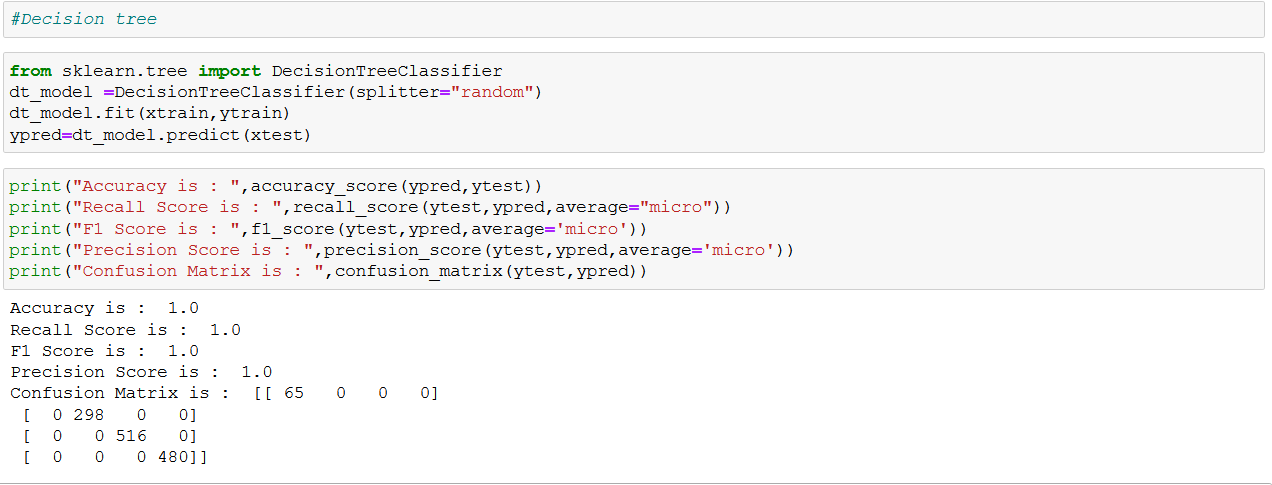 #Decision tree
from sklearn.tree import DecisionTreeClassifier
dt_model =DecisionTreeClassifier(splitter="random")
dt_model.fit(xtrain,ytrain)
ypred=dt_model.predict(xtest)
print("Accuracy is : ",accuracy_score(ypred,ytest))
print("Recall Score is : ",recall_score(ytest,ypred,average="micro"))
print("F1 Score is : ",f1_score(ytest,ypred,average='micro'))
print("Precision Score is : ",precision_score(ytest,ypred,average='micro'))
print("Confusion Matrix is : ",confusion_matrix(ytest,ypred))
Accuracy is :  1.0
Recall Score is :  1.0
F1 Score is :  1.0
Precision Score is :  1.0
Confusion Matrix is :  [[ 65   0   0   0]
 [  0 298   0   0]
 [  0   0 516   0]
 [  0   0   0 480]]